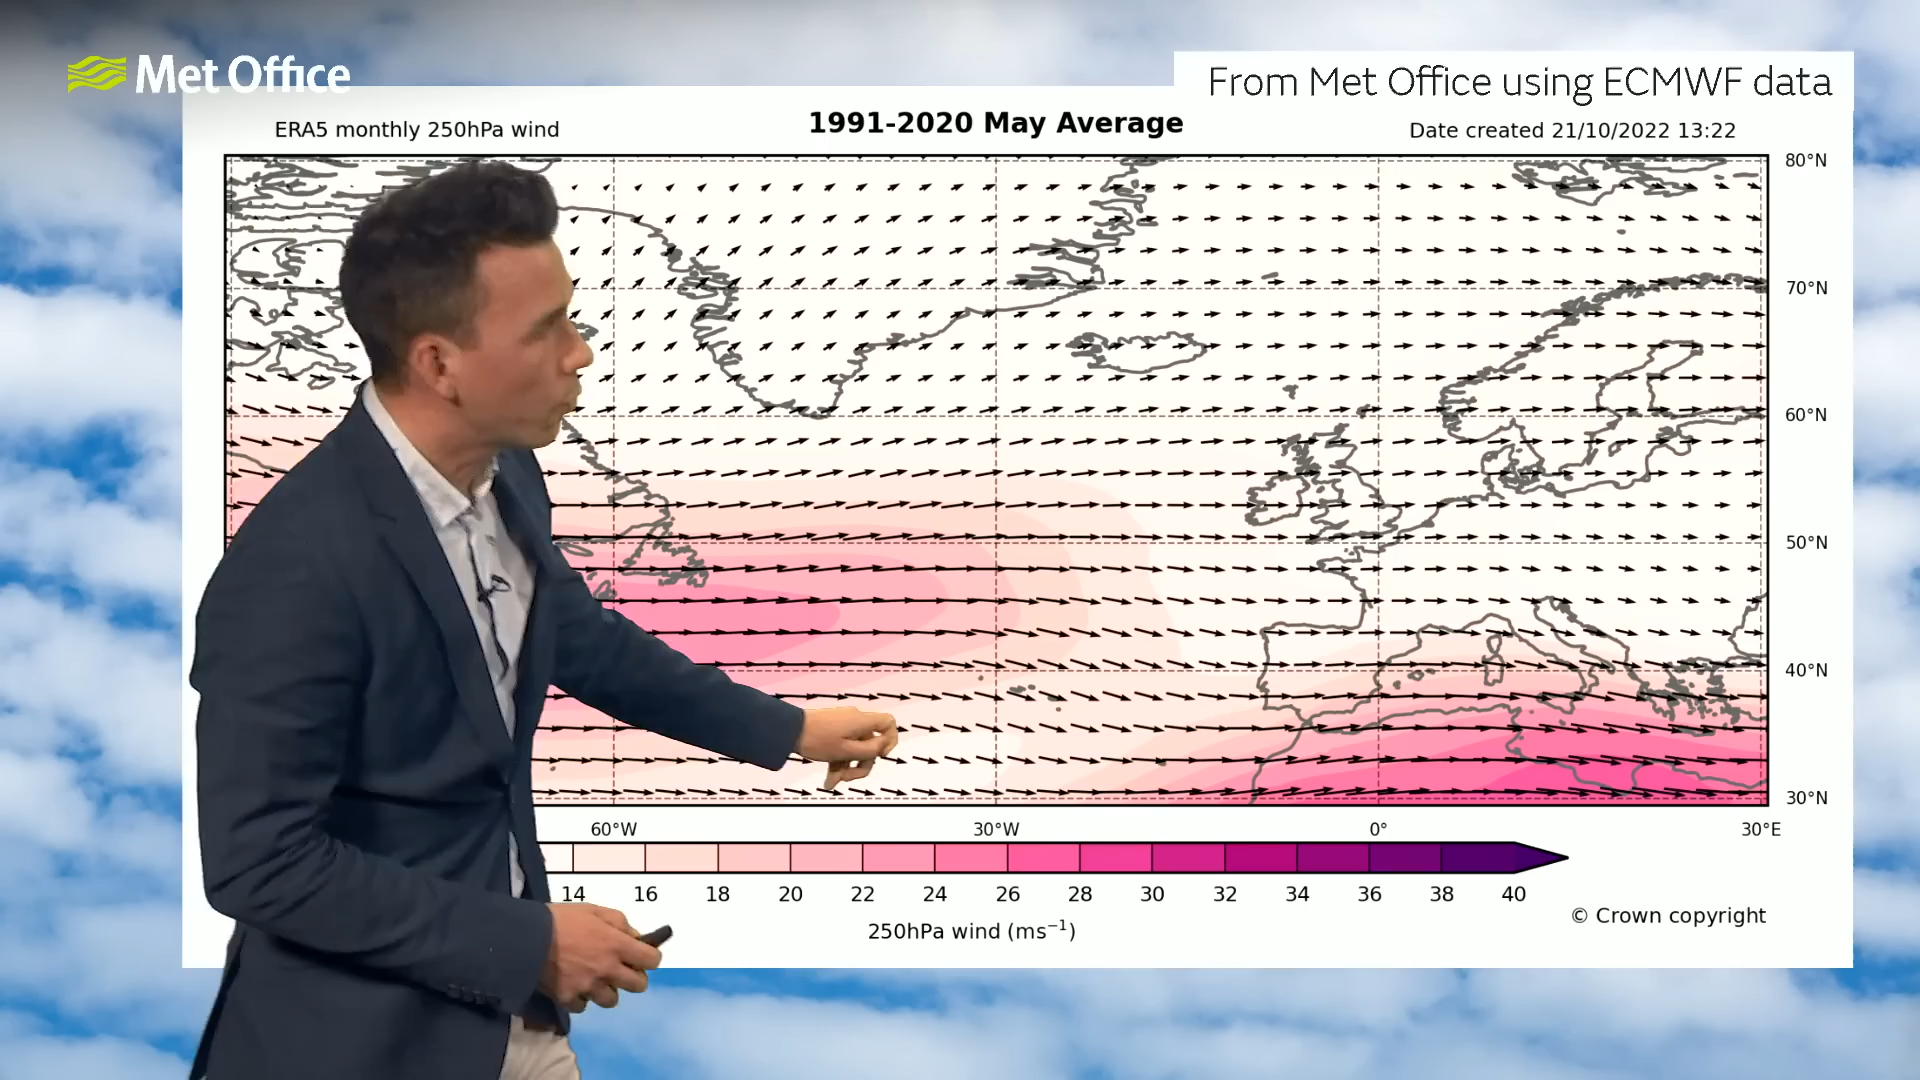 Met Office
From Met Office using ECMWF data
ERA5 monthly 250hPa wind
1991-2020 May Average
Date created 21/10/2022 13:22
80°N
70°N
60°N
50°N
40°N
30°N
60°W 30°W 0° 30°E
14 16 18 20 22 24 26 28 30 32 34 36 38 40
250hPa wind (ms⁻¹)
© Crown copyright